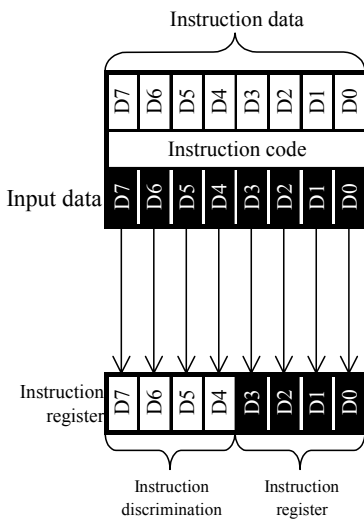 Instruction data
D7 D6 D5 D4 D3 D2 D1 D0
Instruction code
Input data D7 D6 D5 D4 D3 D2 D1 D0
Instruction
register
D7 D6 D5 D4 D3 D2 D1 D0
Instruction
discrimination
Instruction
register